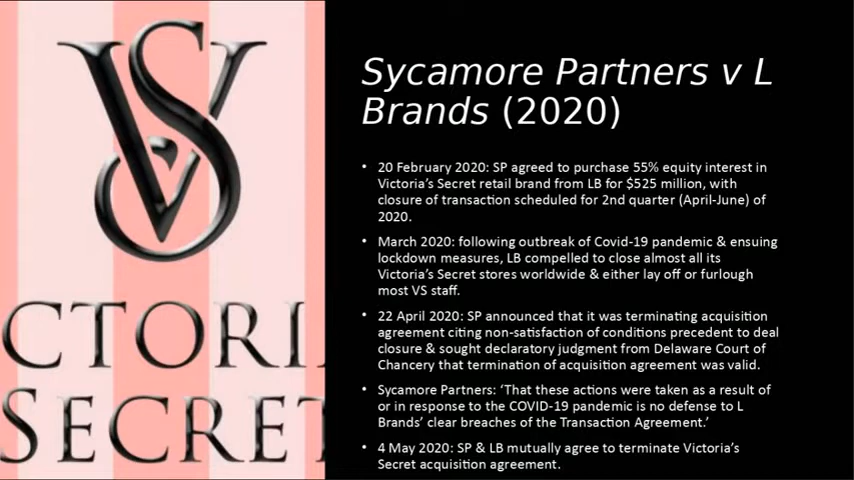 VS
CTORI
SECRET
Sycamore Partners v L
Brands (2020)
• 20 February 2020: SP agreed to purchase 55% equity interest in
Victoria’s Secret retail brand from LB for $525 million, with
closure of transaction scheduled for 2nd quarter (April-June) of
2020.
• March 2020: following outbreak of Covid-19 pandemic & ensuing
lockdown measures, LB compelled to close almost all its
Victoria’s Secret stores worldwide & either lay off or furlough
most VS staff.
• 22 April 2020: SP announced that it was terminating acquisition
agreement citing non-satisfaction of conditions precedent to deal
closure & sought declaratory judgment from Delaware Court of
Chancery that termination of acquisition agreement was valid.
• Sycamore Partners: ‘That these actions were taken as a result of
or in response to the COVID-19 pandemic is no defense to L
Brands’ clear breaches of the Transaction Agreement.’
• 4 May 2020: SP & LB mutually agree to terminate Victoria’s
Secret acquisition agreement.